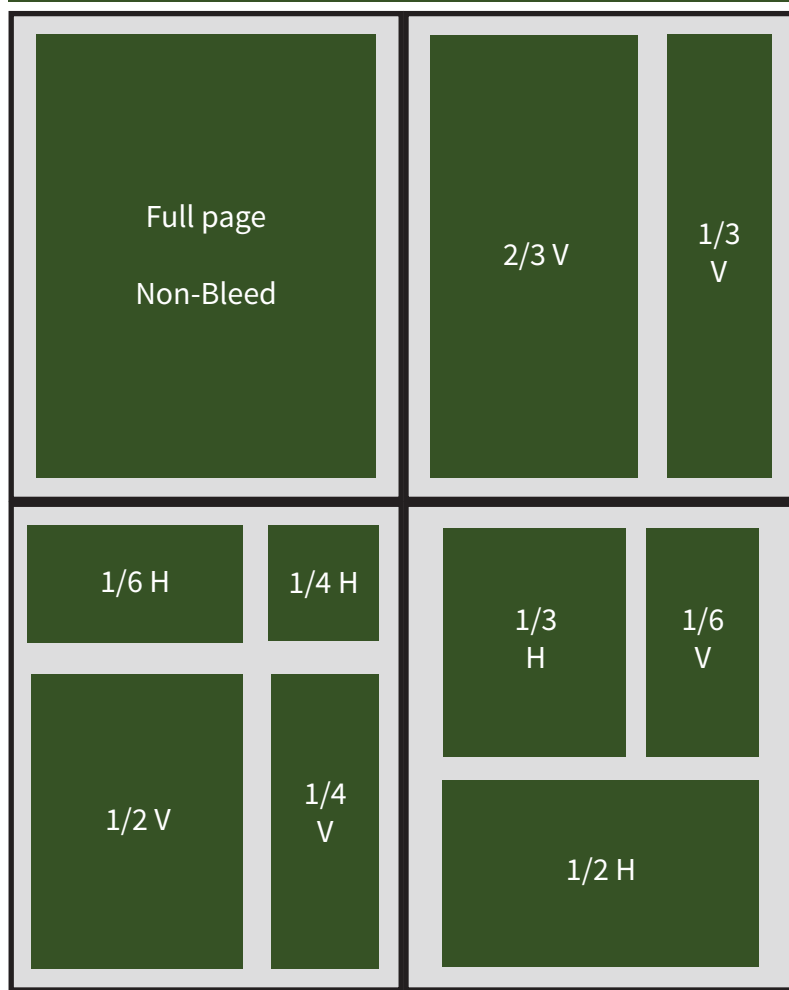 Full page
Non-Bleed
2/3 V
1/3
V
1/6 H
1/4 H
1/2 V
1/4
V
1/3
H
1/6
V
1/2 H